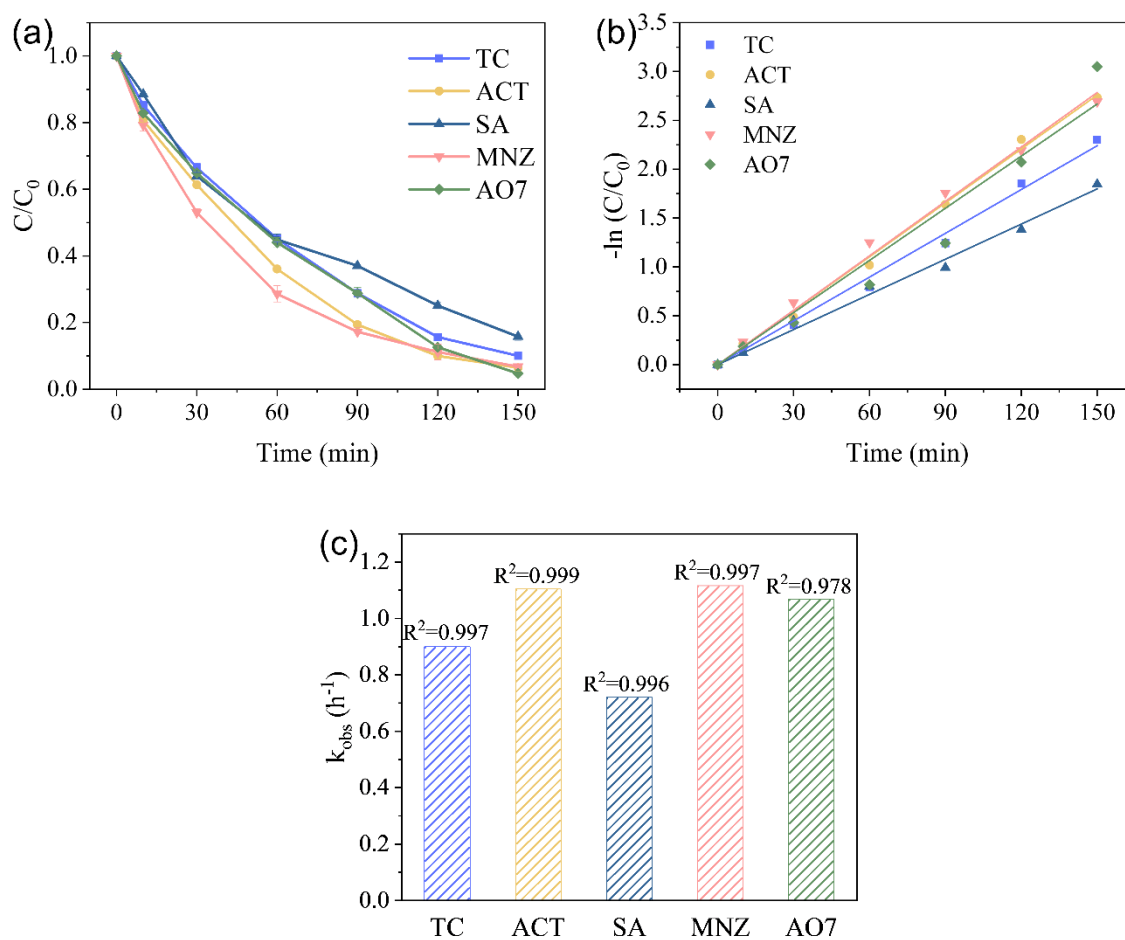 (a)
1.0
0.8
0.6
0.4
0.2
0.0
C/C₀
0
30
60
90
120
150
Time (min)
TC
ACT
SA
MNZ
AO7
(b)
3.5
3.0
2.5
2.0
1.5
1.0
0.5
0.0
-ln (C/C₀)
0
30
60
90
120
150
Time (min)
TC
ACT
SA
MNZ
AO7
(c)
1.2
1.0
0.8
0.6
0.4
0.2
0.0
k_obs (h⁻¹)
R²=0.997
R²=0.999
R²=0.996
R²=0.997
R²=0.978
TC
ACT
SA
MNZ
AO7